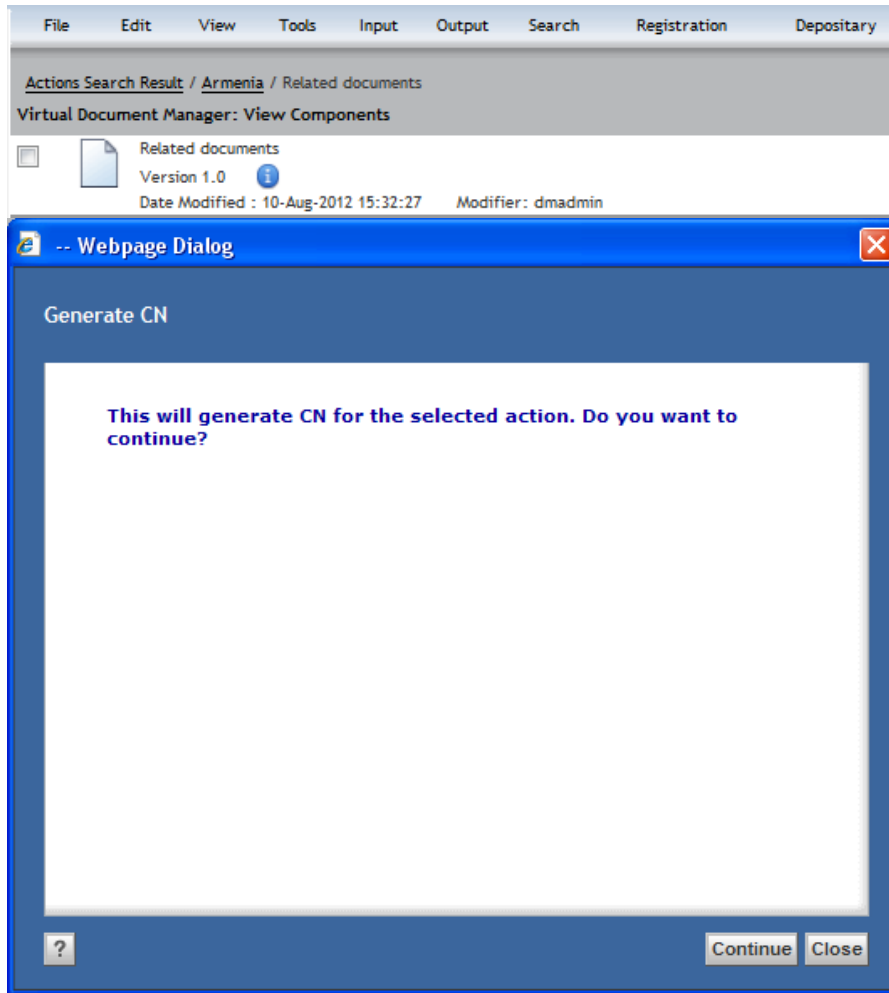 File Edit View Tools Input Output Search Registration Depositary
Actions Search Result / Armenia / Related documents
Virtual Document Manager: View Components
Related documents
Version 1.0 i
Date Modified : 10-Aug-2012 15:32:27 Modifier: dmadmin
-- Webpage Dialog
Generate CN
This will generate CN for the selected action. Do you want to
continue?
? Continue Close